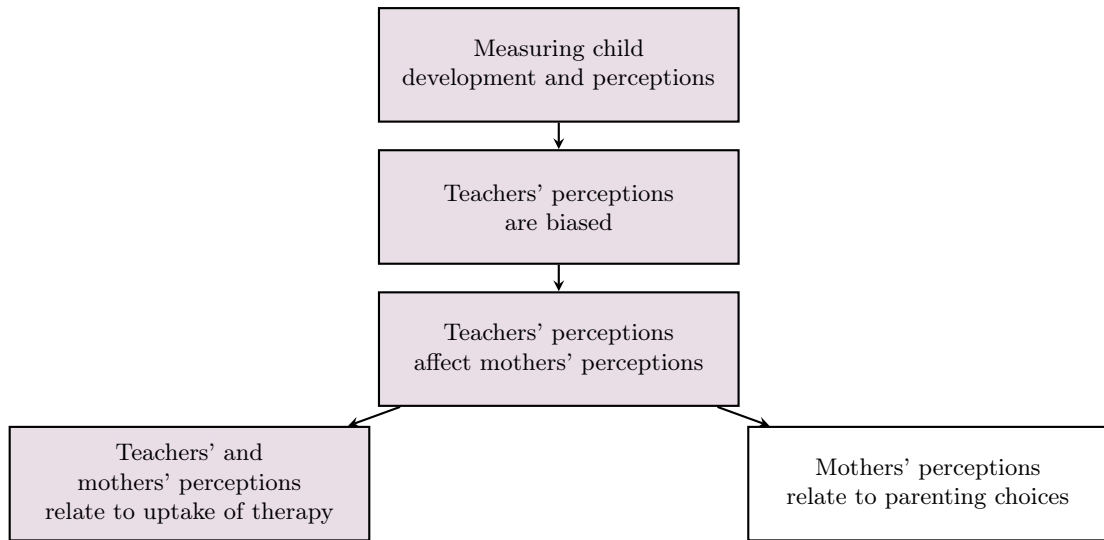 Measuring child
development and perceptions
Teachers’ perceptions
are biased
Teachers’ perceptions
affect mothers’ perceptions
Teachers’ and
mothers’ perceptions
relate to uptake of therapy
Mothers’ perceptions
relate to parenting choices